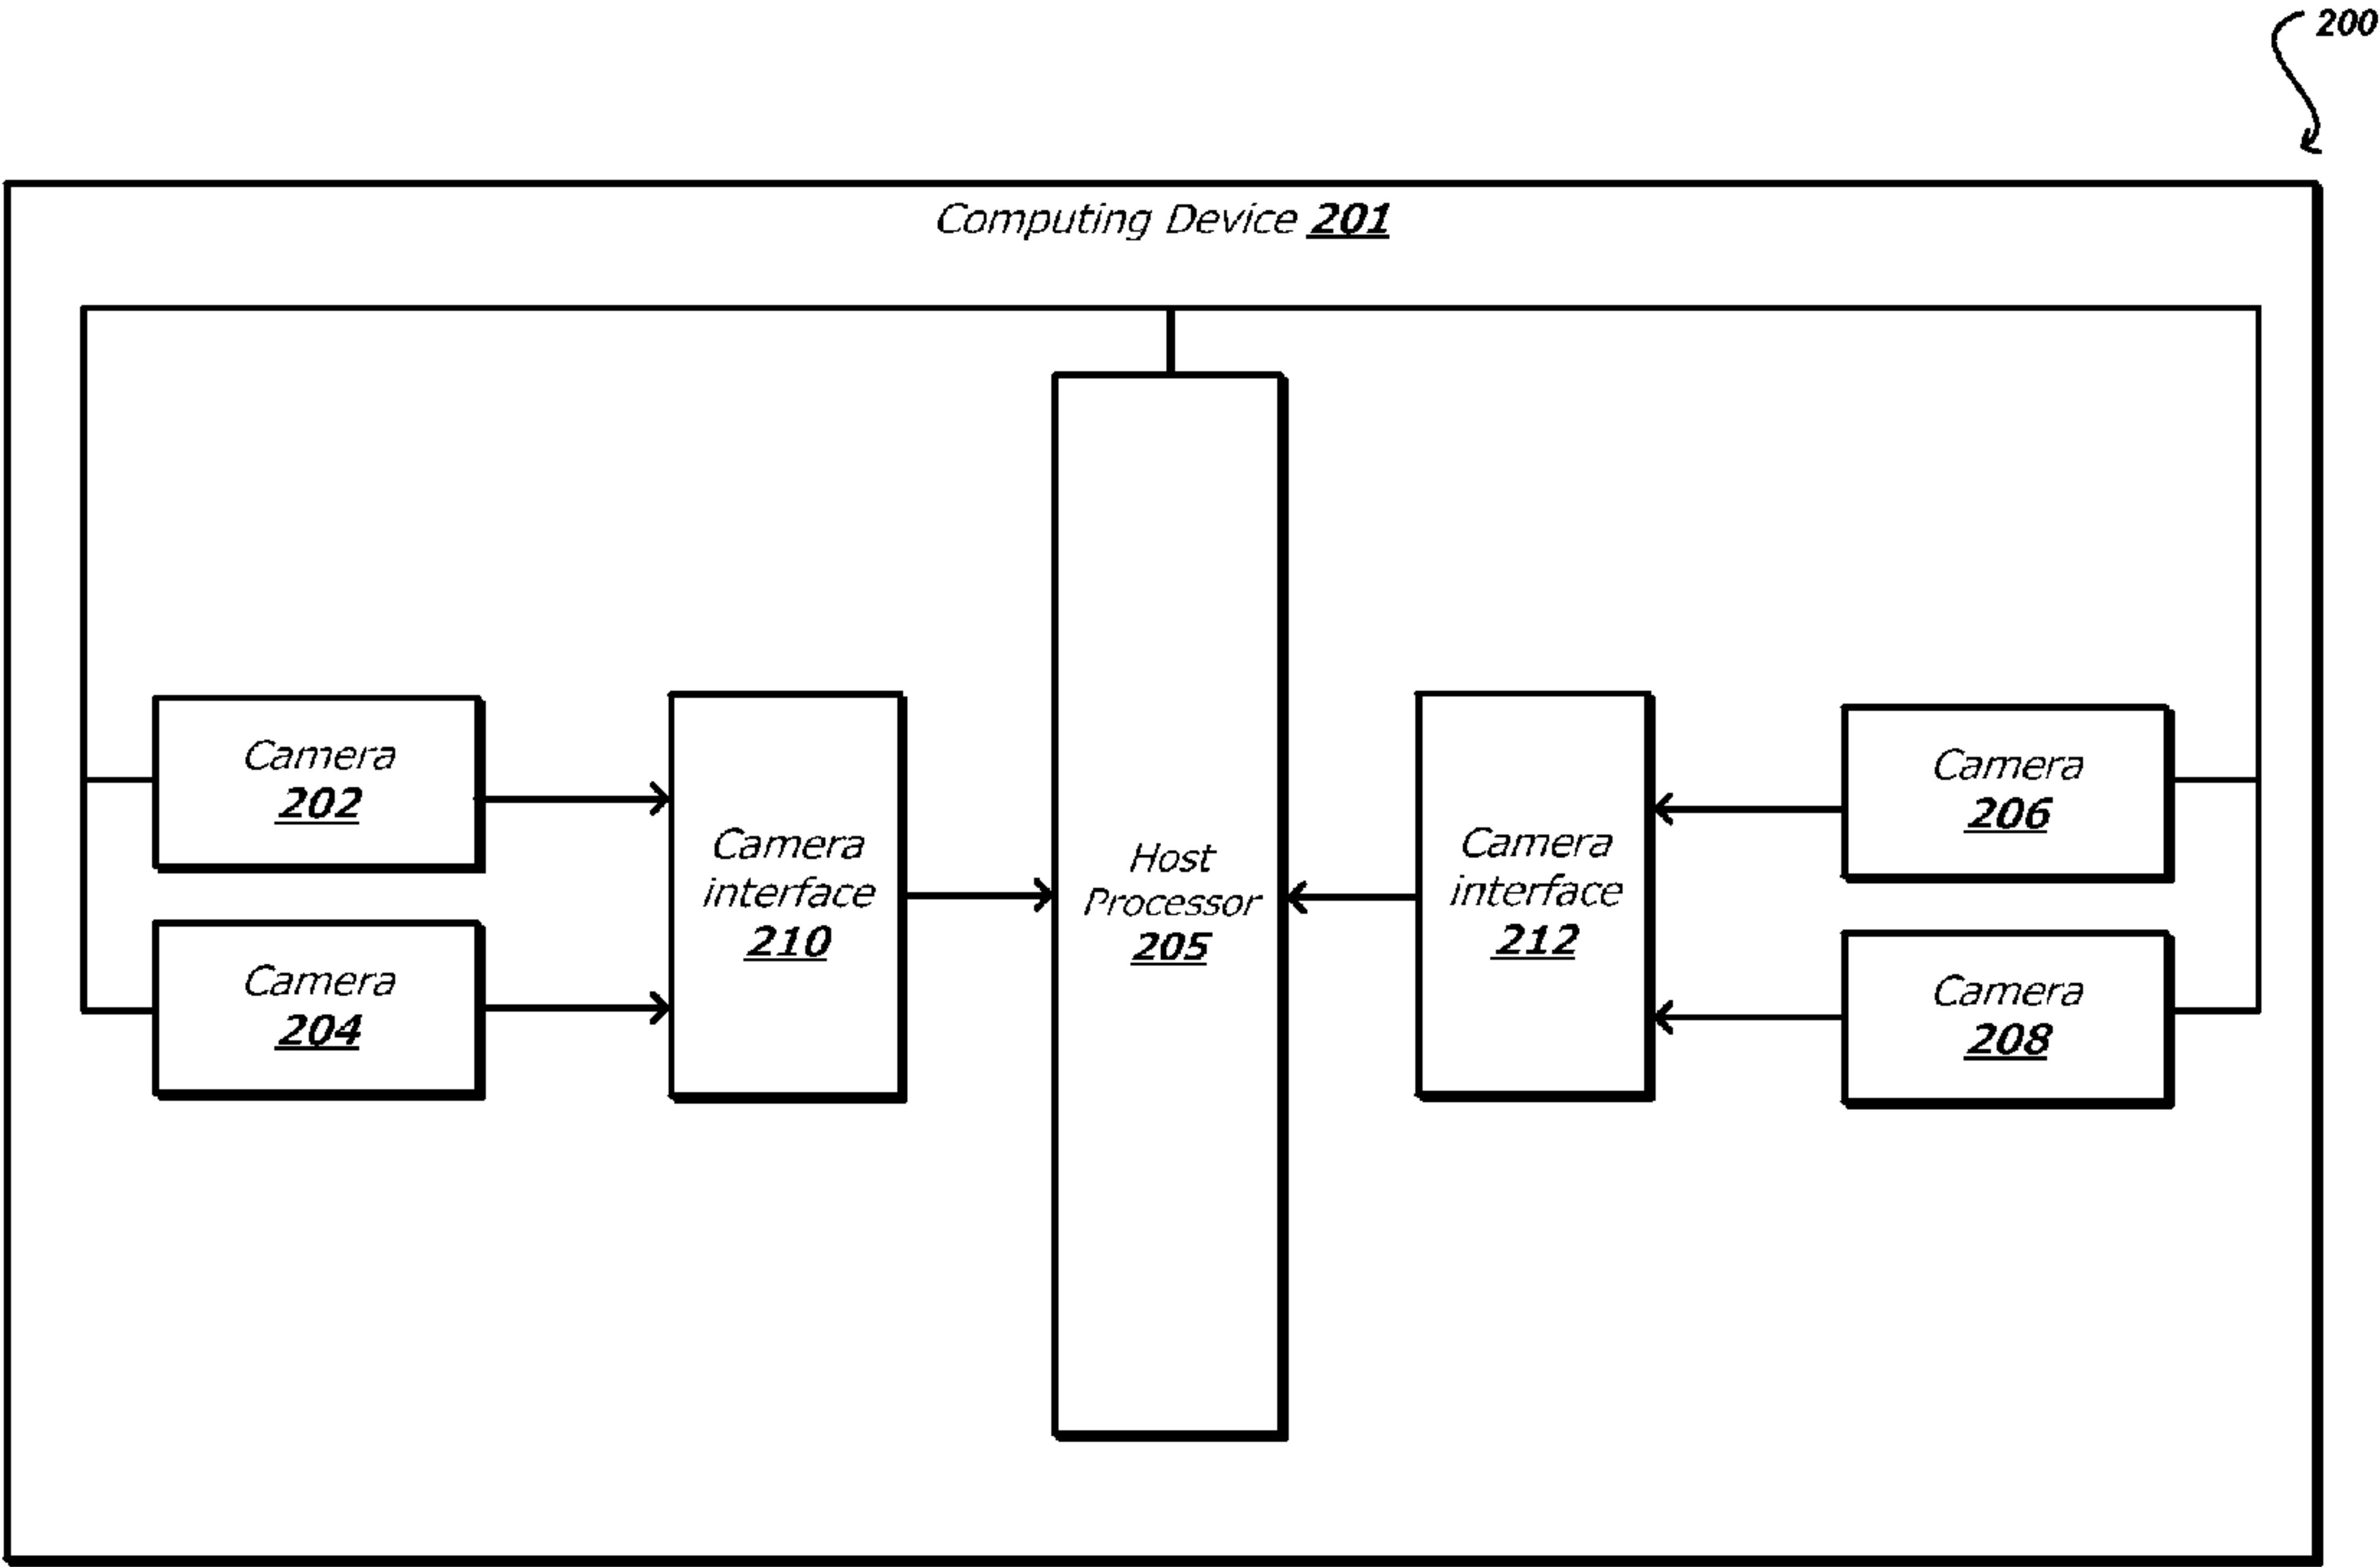 200
Computing Device 201
Camera
202
Camera
204
Camera
interface
210
Host
Processor
205
Camera
interface
212
Camera
206
Camera
208